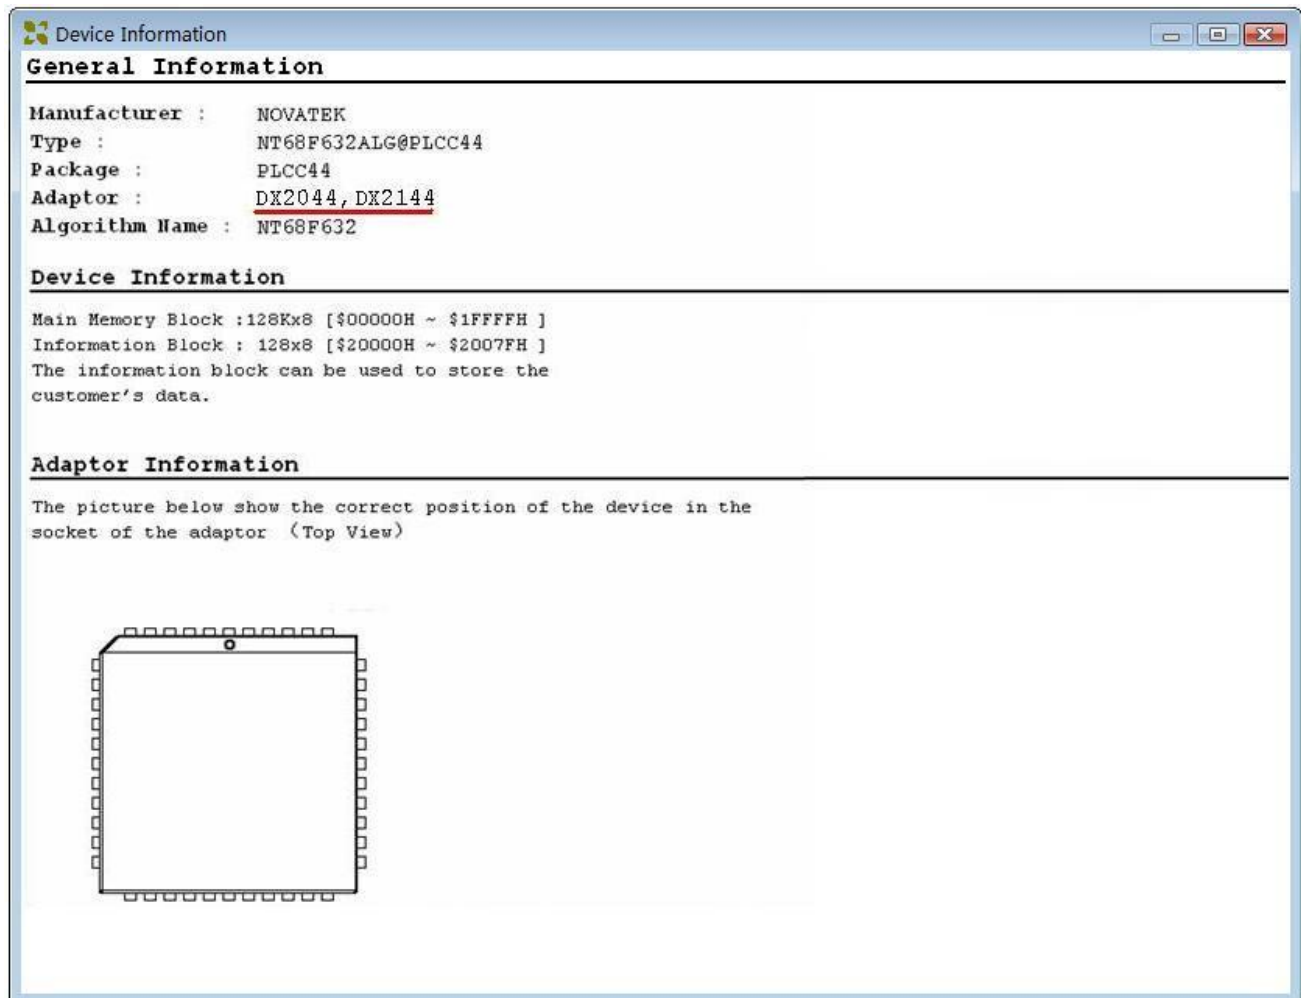 Device Information
General Information
Manufacturer : NOVATEK
Type : NT68F632ALG@PLCC44
Package : PLCC44
Adaptor : DX2044,DX2144
Algorithm Name : NT68F632
Device Information
Main Memory Block :128Kx8 [$00000H ~ $1FFFFH ]
Information Block : 128x8 [$20000H ~ $2007FH ]
The information block can be used to store the
customer's data.
Adaptor Information
The picture below show the correct position of the device in the
socket of the adaptor （Top View）